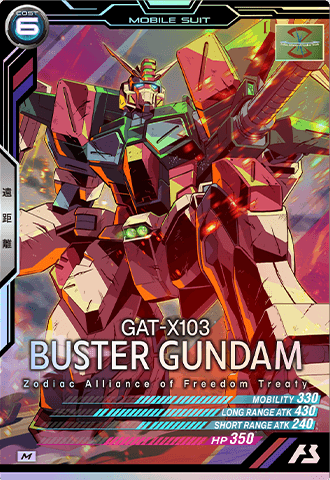 COST
6
MOBILE SUIT
遠距離
GAT-X103
BUSTER GUNDAM
Zodiac Alliance of Freedom Treaty
MOBILITY 330
LONG RANGE ATK 430
SHORT RANGE ATK 240
HP 350
M